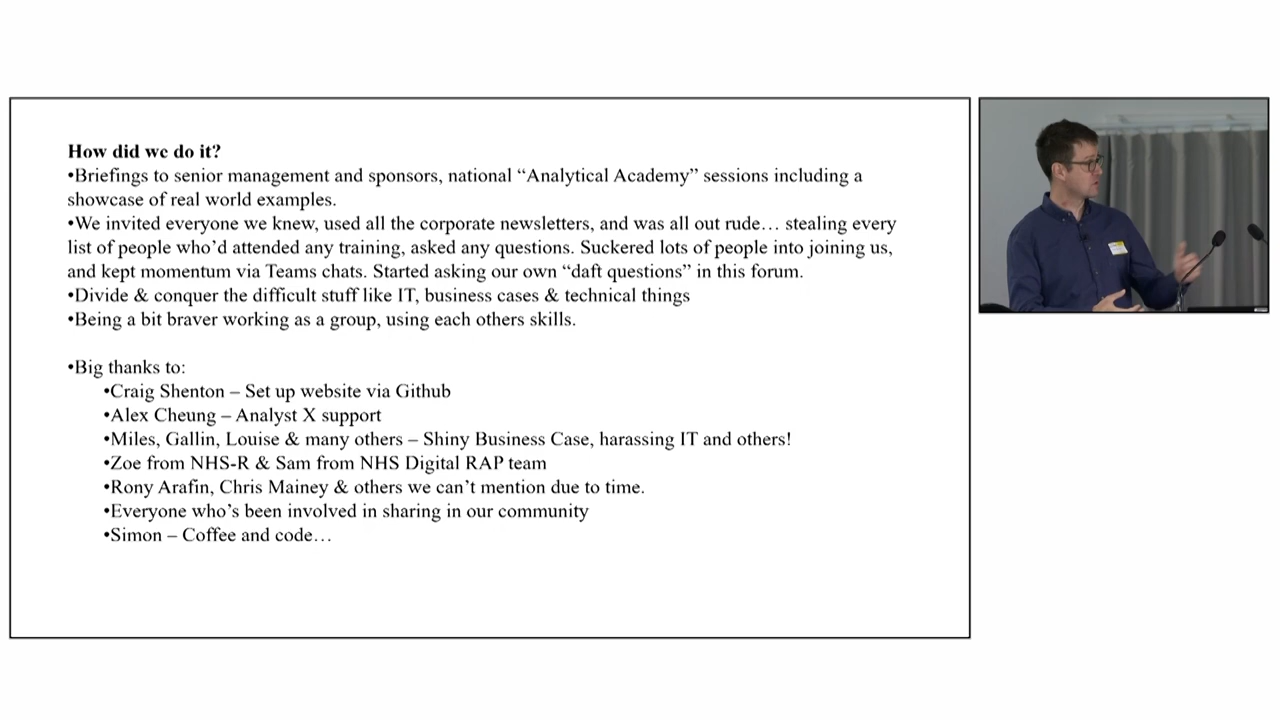 How did we do it?
•Briefings to senior management and sponsors, national “Analytical Academy” sessions including a
showcase of real world examples.
•We invited everyone we knew, used all the corporate newsletters, and was all out rude… stealing every
list of people who’d attended any training, asked any questions. Suckered lots of people into joining us,
and kept momentum via Teams chats. Started asking our own “daft questions” in this forum.
•Divide & conquer the difficult stuff like IT, business cases & technical things
•Being a bit braver working as a group, using each others skills.
•Big thanks to:
•Craig Shenton – Set up website via Github
•Alex Cheung – Analyst X support
•Miles, Gallin, Louise & many others – Shiny Business Case, harassing IT and others!
•Zoe from NHS-R & Sam from NHS Digital RAP team
•Rony Arafin, Chris Mainey & others we can’t mention due to time.
•Everyone who’s been involved in sharing in our community
•Simon – Coffee and code…